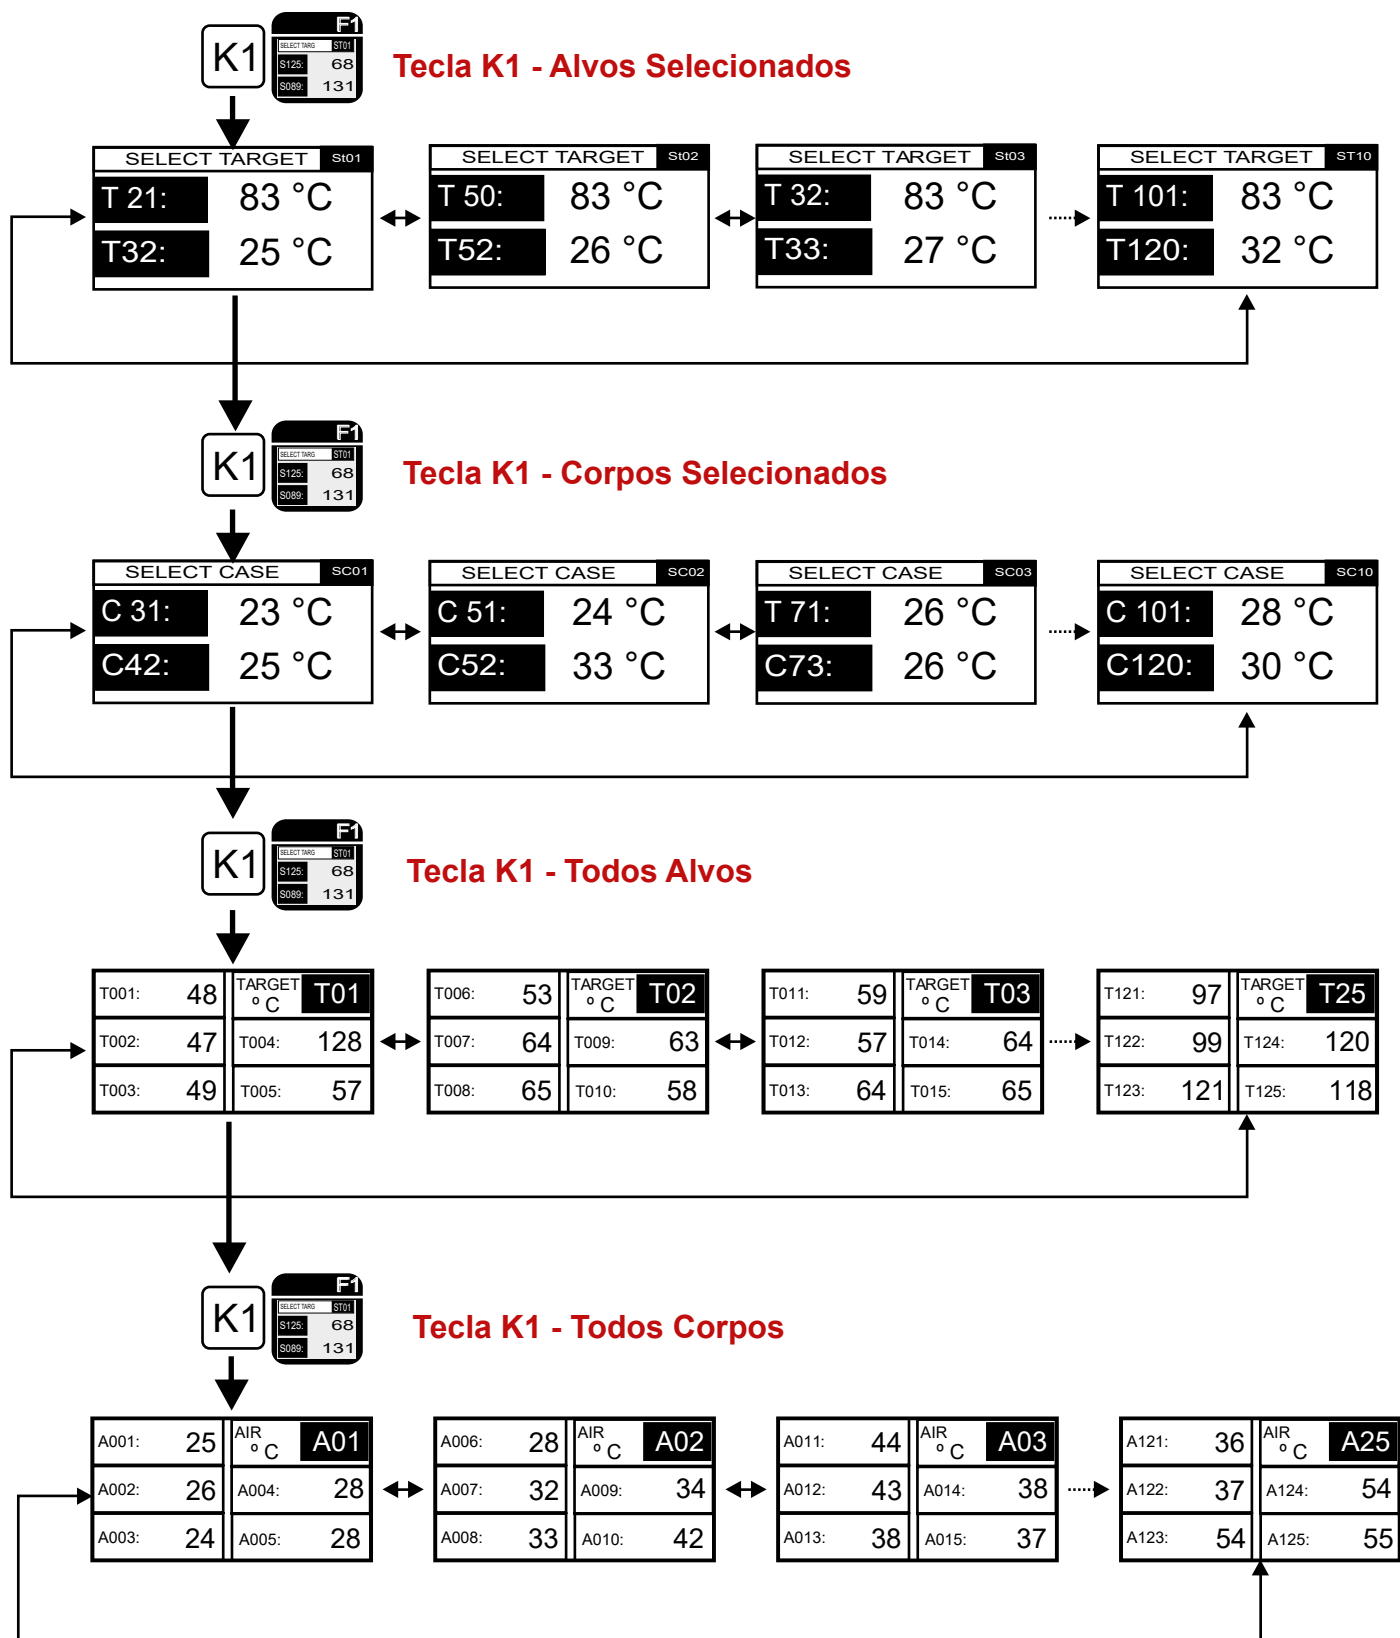 F1
K1
SELECT TARG ST01
S125: 68
S089: 131
Tecla K1 - Alvos Selecionados
SELECT TARGET St01
T 21: 83 °C
T32: 25 °C
SELECT TARGET St02
T 50: 83 °C
T52: 26 °C
SELECT TARGET St03
T 32: 83 °C
T33: 27 °C
SELECT TARGET ST10
T 101: 83 °C
T120: 32 °C
F1
K1
SELECT TARG ST01
S125: 68
S089: 131
Tecla K1 - Corpos Selecionados
SELECT CASE SC01
C 31: 23 °C
C42: 25 °C
SELECT CASE SC02
C 51: 24 °C
C52: 33 °C
SELECT CASE SC03
T 71: 26 °C
C73: 26 °C
SELECT CASE SC10
C 101: 28 °C
C120: 30 °C
F1
K1
SELECT TARG ST01
S125: 68
S089: 131
Tecla K1 - Todos Alvos
T001: 48 TARGET º C T01
T002: 47 T004: 128
T003: 49 T005: 57
T006: 53 TARGET º C T02
T007: 64 T009: 63
T008: 65 T010: 58
T011: 59 TARGET º C T03
T012: 57 T014: 64
T013: 64 T015: 65
T121: 97 TARGET º C T25
T122: 99 T124: 120
T123: 121 T125: 118
F1
K1
SELECT TARG ST01
S125: 68
S089: 131
Tecla K1 - Todos Corpos
A001: 25 AIR º C A01
A002: 26 A004: 28
A003: 24 A005: 28
A006: 28 AIR º C A02
A007: 32 A009: 34
A008: 33 A010: 42
A011: 44 AIR º C A03
A012: 43 A014: 38
A013: 38 A015: 37
A121: 36 AIR º C A25
A122: 37 A124: 54
A123: 54 A125: 55